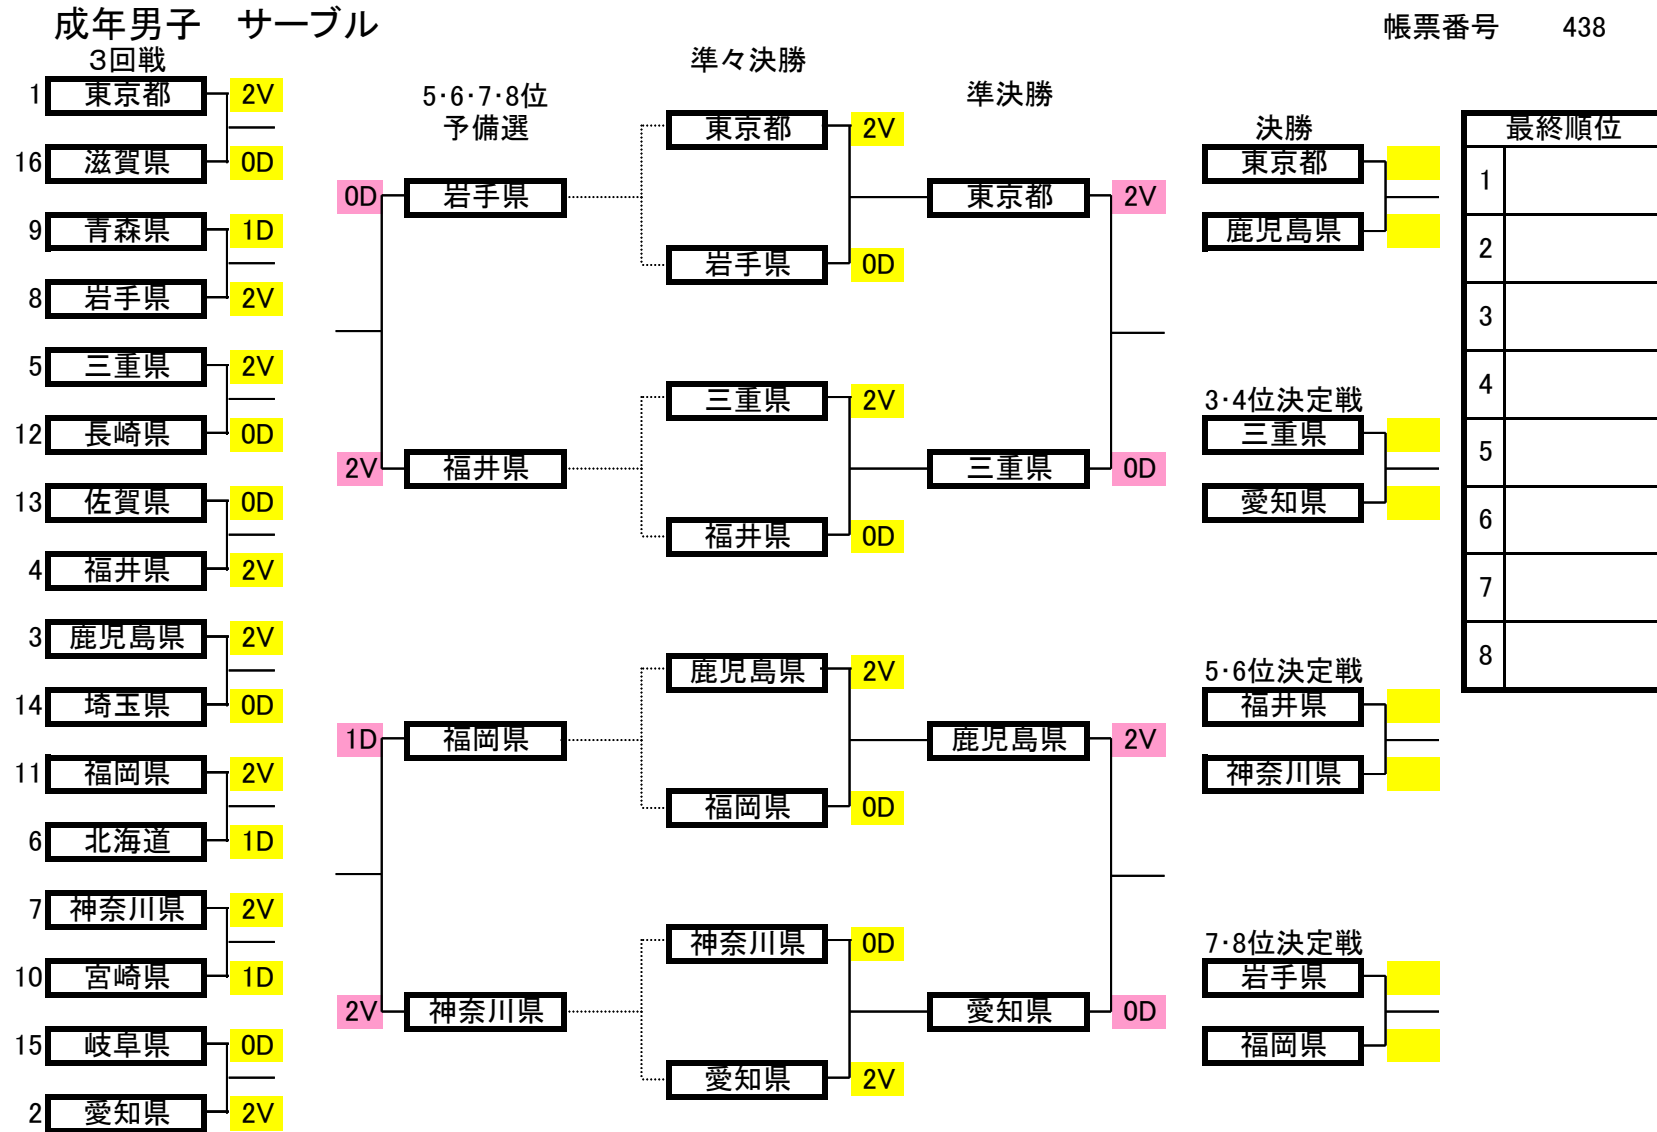 成年男子　サーブル
帳票番号　438
３回戦
1 東京都 2V
16 滋賀県 0D
9 青森県 1D
8 岩手県 2V
5 三重県 2V
12 長崎県 0D
13 佐賀県 0D
4 福井県 2V
3 鹿児島県 2V
14 埼玉県 0D
11 福岡県 2V
6 北海道 1D
7 神奈川県 2V
10 宮崎県 1D
15 岐阜県 0D
2 愛知県 2V
5・6・7・8位
予備選
0D 岩手県
2V 福井県
1D 福岡県
2V 神奈川県
準々決勝
東京都 2V
岩手県 0D
三重県 2V
福井県 0D
鹿児島県 2V
福岡県 0D
神奈川県 0D
愛知県 2V
準決勝
東京都 2V
三重県 0D
鹿児島県 2V
愛知県 0D
決勝
東京都
鹿児島県
3・4位決定戦
三重県
愛知県
5・6位決定戦
福井県
神奈川県
7・8位決定戦
岩手県
福岡県
最終順位
1
2
3
4
5
6
7
8